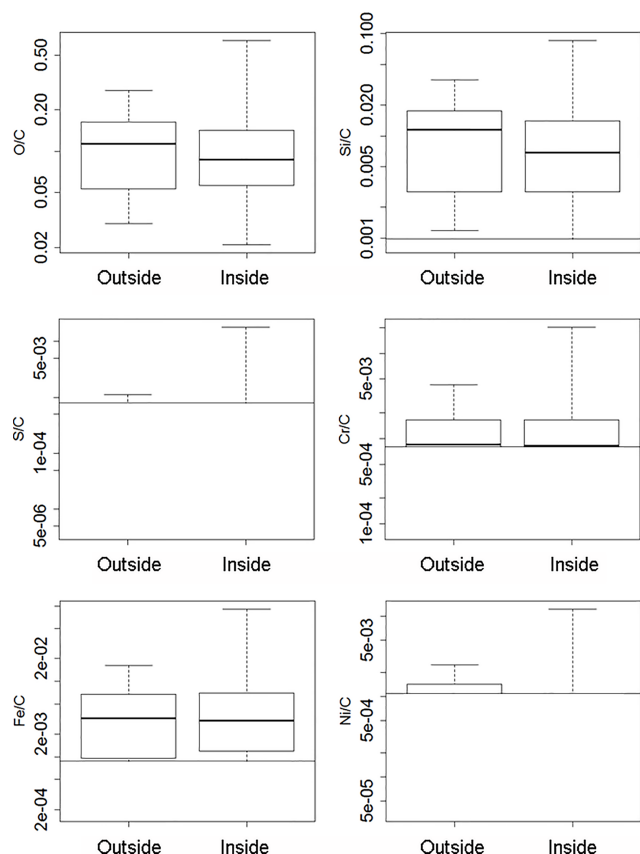 O/C
0.50
0.20
0.05
0.02
Outside Inside
Si/C
0.100
0.020
0.005
0.001
Outside Inside
S/C
5e-03
1e-04
5e-06
Outside Inside
Cr/C
5e-03
5e-04
1e-04
Outside Inside
Fe/C
2e-02
2e-03
2e-04
Outside Inside
Ni/C
5e-03
5e-04
5e-05
Outside Inside